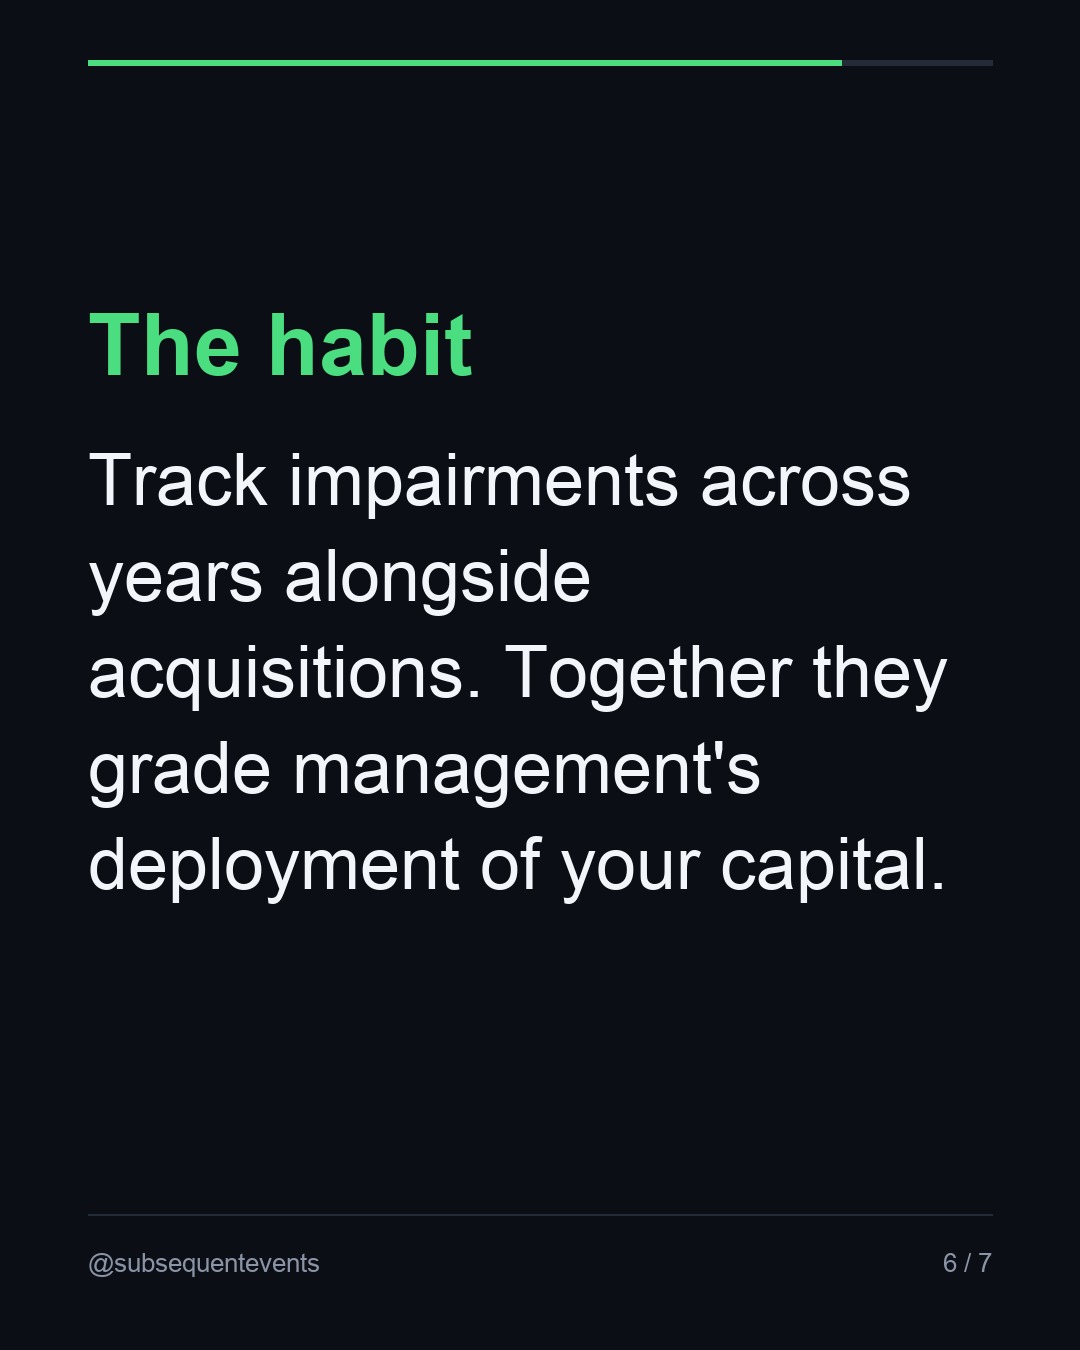 The habit
Track impairments across
years alongside
acquisitions. Together they
grade management's
deployment of your capital.
@subsequentevents
6 / 7